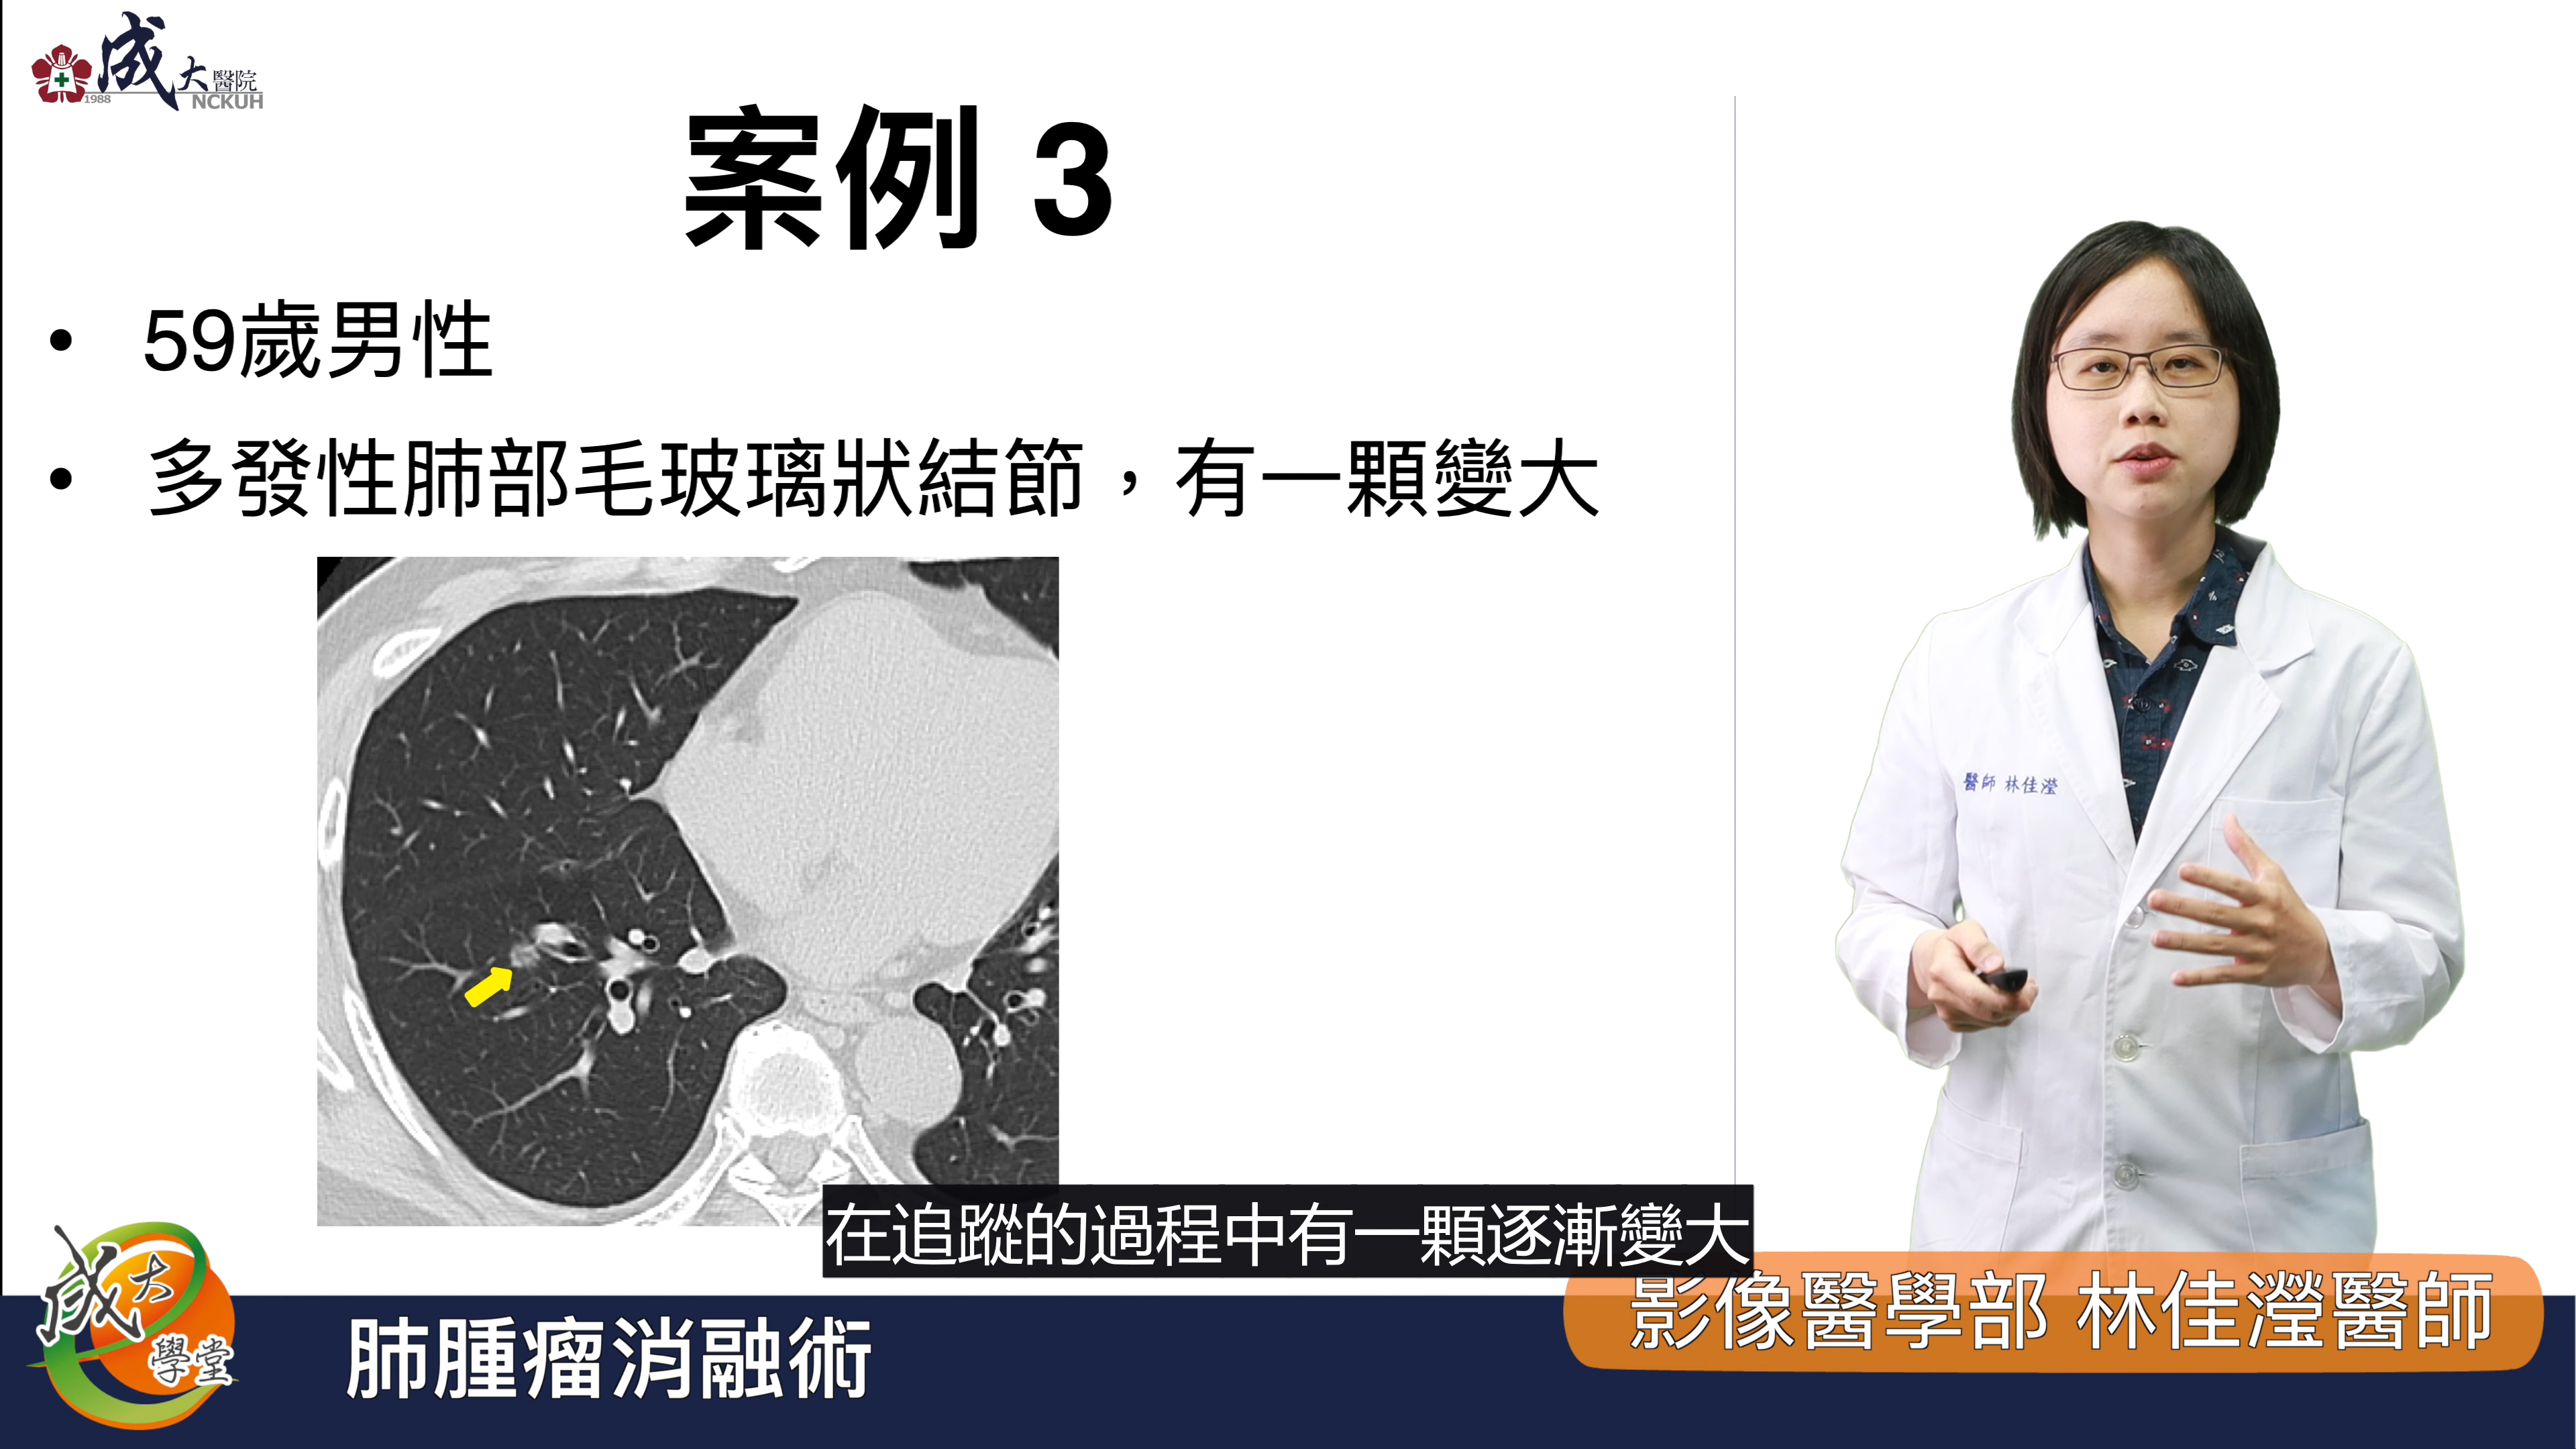 成大醫院
1988
NCKUH
案例 3
• 59歲男性
• 多發性肺部毛玻璃狀結節，有一顆變大
醫師 林佳瀅
在追蹤的過程中有一顆逐漸變大
影像醫學部 林佳瀅醫師
成大
學堂
肺腫瘤消融術